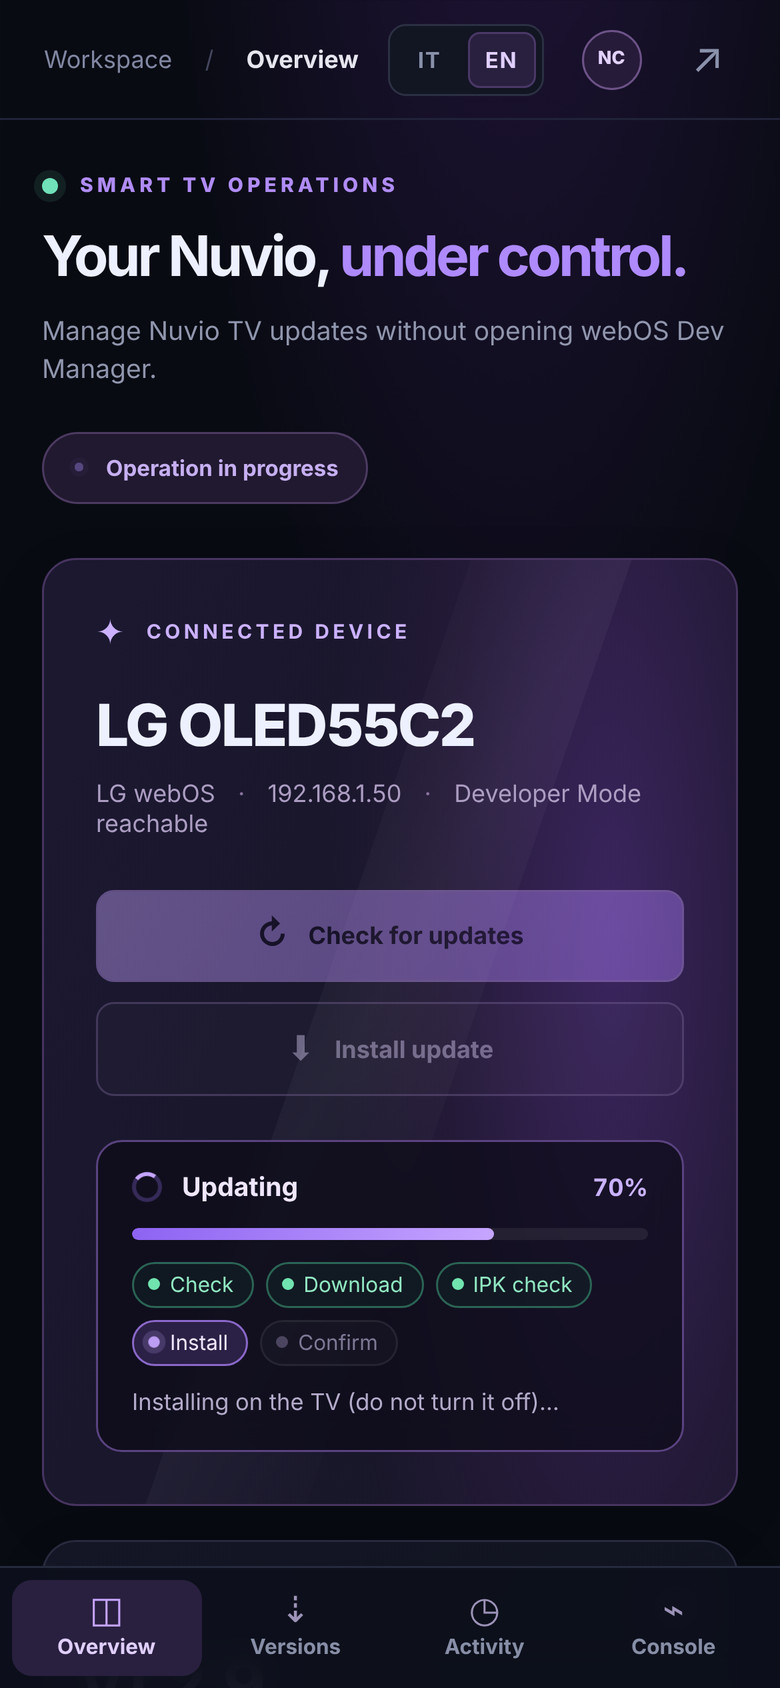 Workspace / Overview IT EN NC
SMART TV OPERATIONS
Your Nuvio, under control.
Manage Nuvio TV updates without opening webOS Dev
Manager.
Operation in progress
CONNECTED DEVICE
LG OLED55C2
LG webOS · 192.168.1.50 · Developer Mode
reachable
Check for updates
Install update
Updating 70%
Check Download IPK check
Install Confirm
Installing on the TV (do not turn it off)...
Overview Versions Activity Console